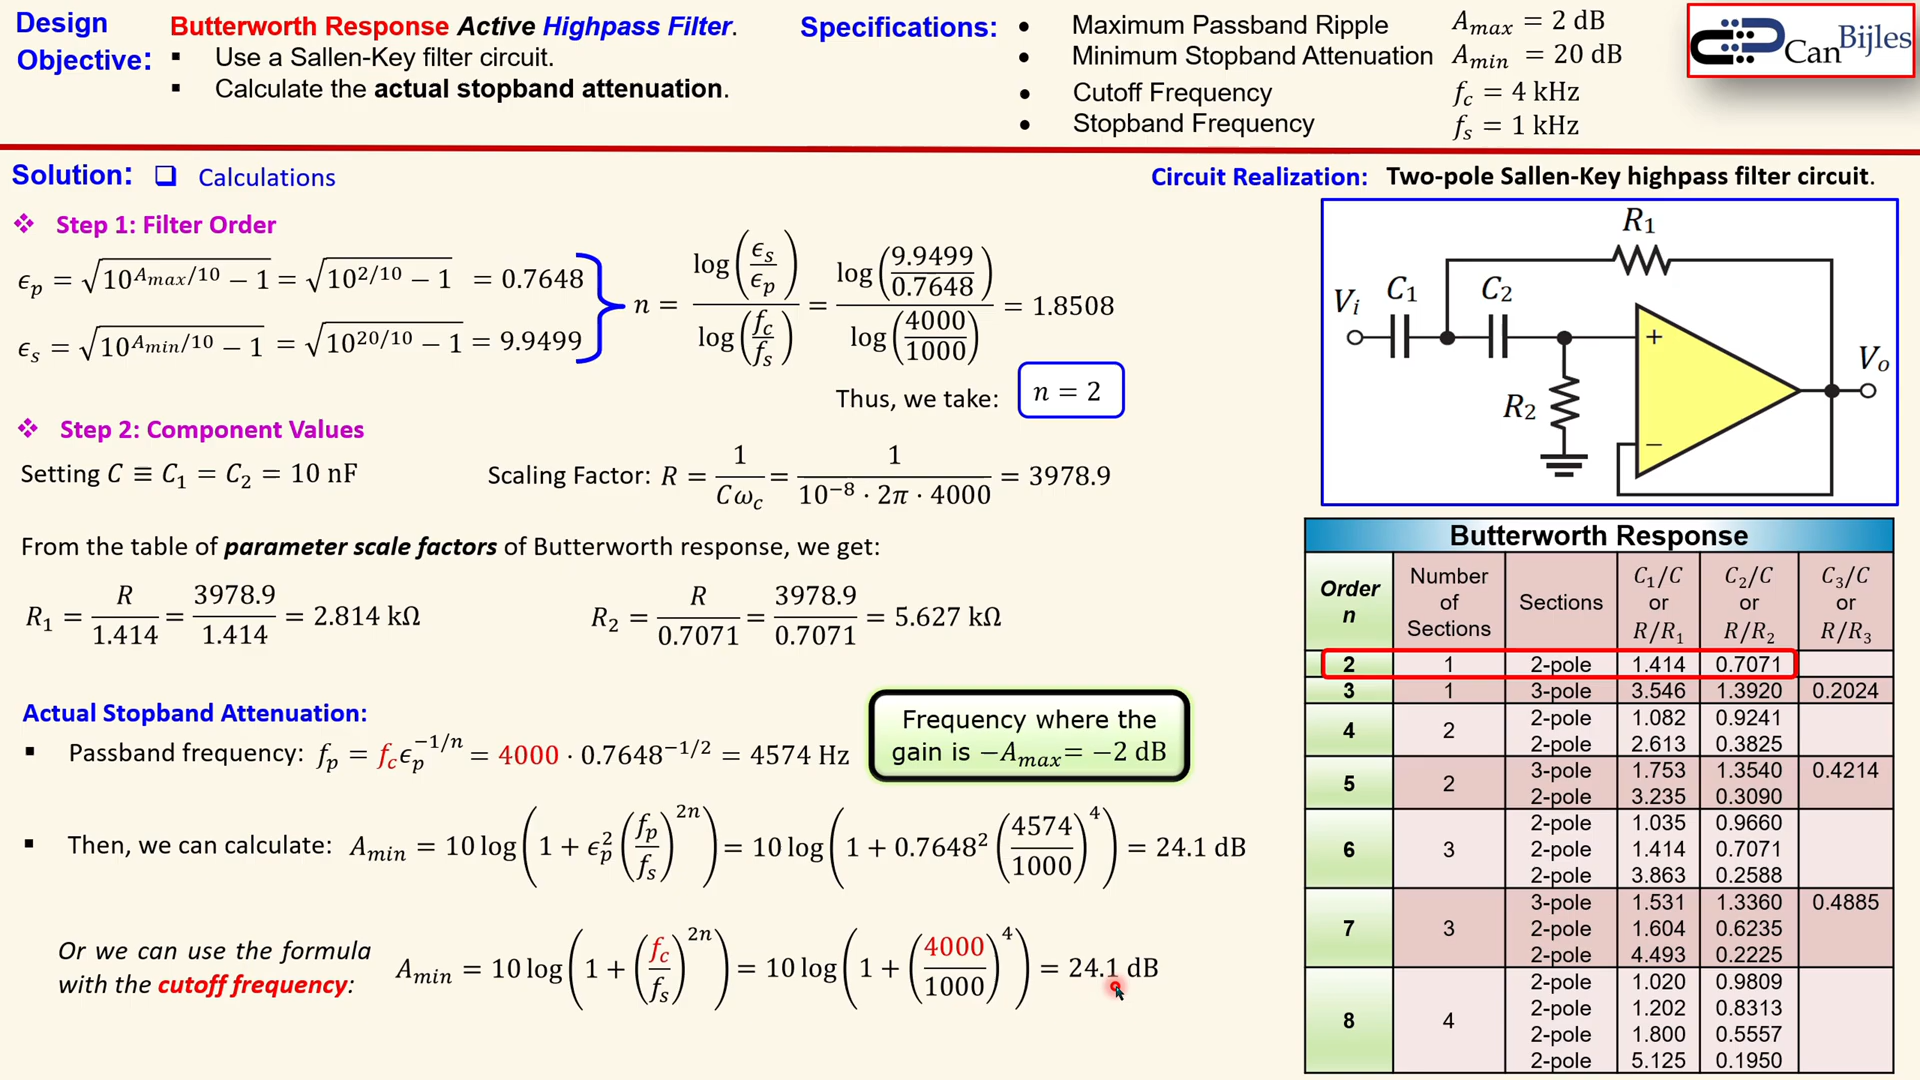 Design Objective:
Butterworth Response Active Highpass Filter.
▪ Use a Sallen-Key filter circuit.
▪ Calculate the actual stopband attenuation.
Specifications:
• Maximum Passband Ripple A_max = 2 dB
• Minimum Stopband Attenuation A_min = 20 dB
• Cutoff Frequency f_c = 4 kHz
• Stopband Frequency f_s = 1 kHz
CanBijles
Solution: ❑ Calculations
❖ Step 1: Filter Order
ϵ_p = √(10^(A_max/10) − 1) = √(10^(2/10) − 1) = 0.7648
ϵ_s = √(10^(A_min/10) − 1) = √(10^(20/10) − 1) = 9.9499
n = log(ϵ_s/ϵ_p) / log(f_c/f_s) = log(9.9499/0.7648) / log(4000/1000) = 1.8508
Thus, we take: n = 2
❖ Step 2: Component Values
Setting C ≡ C_1 = C_2 = 10 nF
Scaling Factor: R = 1/(Cω_c) = 1/(10^−8 · 2π · 4000) = 3978.9
From the table of parameter scale factors of Butterworth response, we get:
R_1 = R/1.414 = 3978.9/1.414 = 2.814 kΩ
R_2 = R/0.7071 = 3978.9/0.7071 = 5.627 kΩ
Actual Stopband Attenuation:
▪ Passband frequency: f_p = f_c ϵ_p^(−1/n) = 4000 · 0.7648^(−1/2) = 4574 Hz
Frequency where the
gain is −A_max= −2 dB
▪ Then, we can calculate: A_min = 10 log(1 + ϵ_p^2 (f_p/f_s)^(2n)) = 10 log(1 + 0.7648^2 (4574/1000)^4) = 24.1 dB
Or we can use the formula
with the cutoff frequency:
A_min = 10 log(1 + (f_c/f_s)^(2n)) = 10 log(1 + (4000/1000)^4) = 24.1 dB
Circuit Realization: Two-pole Sallen-Key highpass filter circuit.
R_1
V_i
C_1
C_2
+
−
R_2
V_o
Butterworth Response
Order n | Number of Sections | Sections | C_1/C or R/R_1 | C_2/C or R/R_2 | C_3/C or R/R_3
2 1 2-pole 1.414 0.7071
3 1 3-pole 3.546 1.3920 0.2024
4 2 2-pole 1.082 0.9241
2-pole 2.613 0.3825
5 2 3-pole 1.753 1.3540 0.4214
2-pole 3.235 0.3090
6 3 2-pole 1.035 0.9660
2-pole 1.414 0.7071
2-pole 3.863 0.2588
7 3 3-pole 1.531 1.3360 0.4885
2-pole 1.604 0.6235
2-pole 4.493 0.2225
8 4 2-pole 1.020 0.9809
2-pole 1.202 0.8313
2-pole 1.800 0.5557
2-pole 5.125 0.1950